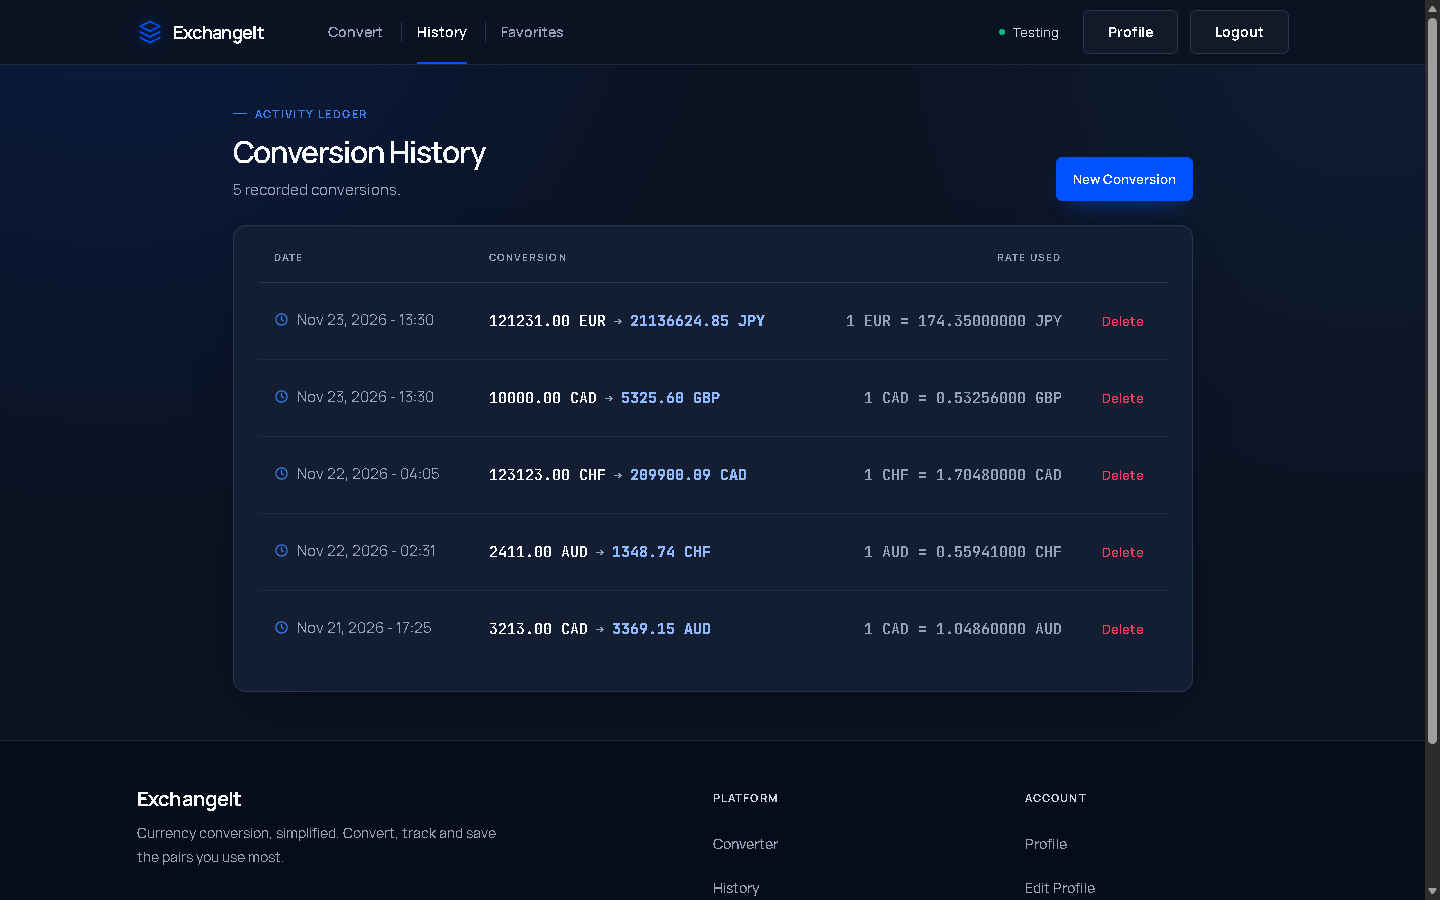 ExchangeIt
Convert
History
Favorites
Testing
Profile
Logout
ACTIVITY LEDGER
Conversion History
5 recorded conversions.
New Conversion
DATE CONVERSION RATE USED
Nov 23, 2026 - 13:30 121231.00 EUR → 21136624.85 JPY 1 EUR = 174.35000000 JPY Delete
Nov 23, 2026 - 13:30 10000.00 CAD → 5325.60 GBP 1 CAD = 0.53256000 GBP Delete
Nov 22, 2026 - 04:05 123123.00 CHF → 209900.09 CAD 1 CHF = 1.70480000 CAD Delete
Nov 22, 2026 - 02:31 2411.00 AUD → 1348.74 CHF 1 AUD = 0.55941000 CHF Delete
Nov 21, 2026 - 17:25 3213.00 CAD → 3369.15 AUD 1 CAD = 1.04860000 AUD Delete
ExchangeIt
Currency conversion, simplified. Convert, track and save
the pairs you use most.
PLATFORM
Converter
History
ACCOUNT
Profile
Edit Profile